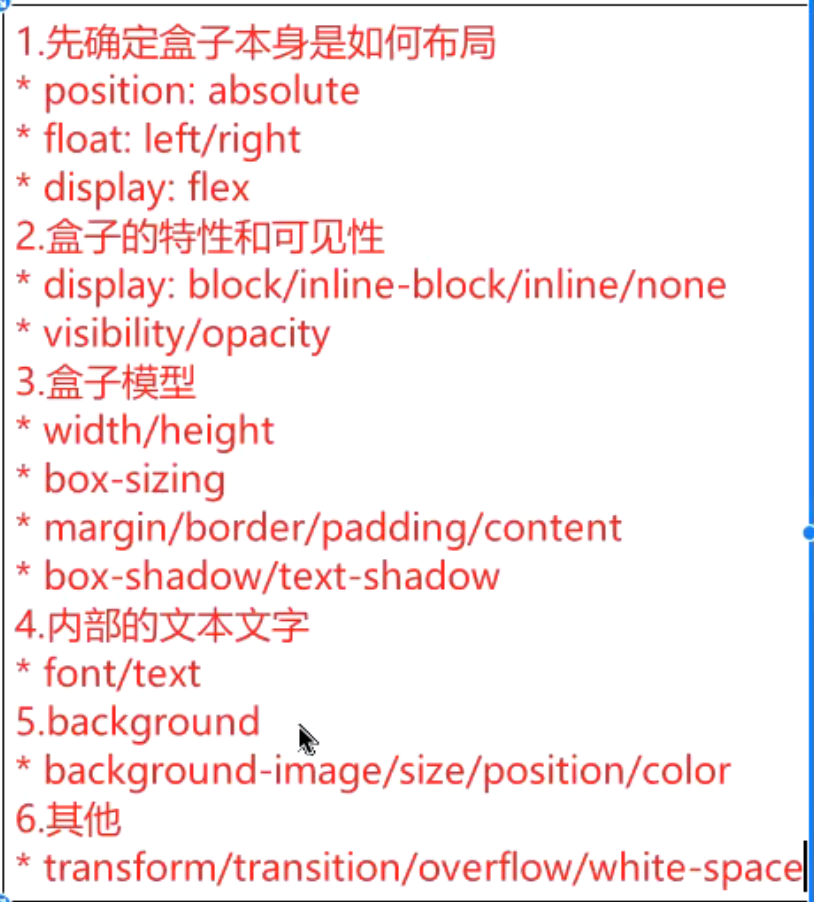 1.先确定盒子本身是如何布局
* position: absolute
* float: left/right
* display: flex
2.盒子的特性和可见性
* display: block/inline-block/inline/none
* visibility/opacity
3.盒子模型
* width/height
* box-sizing
* margin/border/padding/content
* box-shadow/text-shadow
4.内部的文本文字
* font/text
5.background
* background-image/size/position/color
6.其他
* transform/transition/overflow/white-space